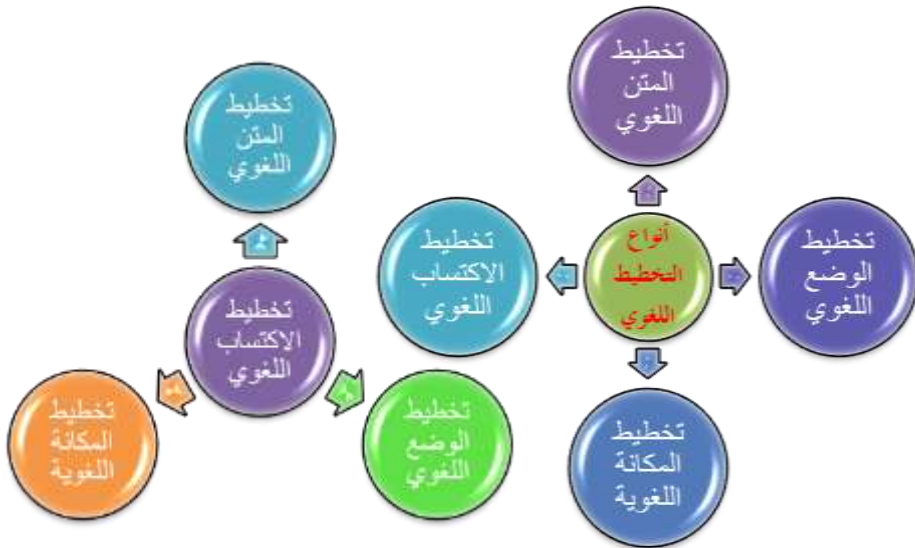 تخطيط
المتن
اللغوي
تخطيط
الوضع
اللغوي
أنواع
التخطيط
اللغوي
تخطيط
الاكتساب
اللغوي
تخطيط
المكانة
اللغوية
تخطيط
المتن
اللغوي
تخطيط
الاكتساب
اللغوي
تخطيط
الوضع
اللغوي
تخطيط
المكانة
اللغوية